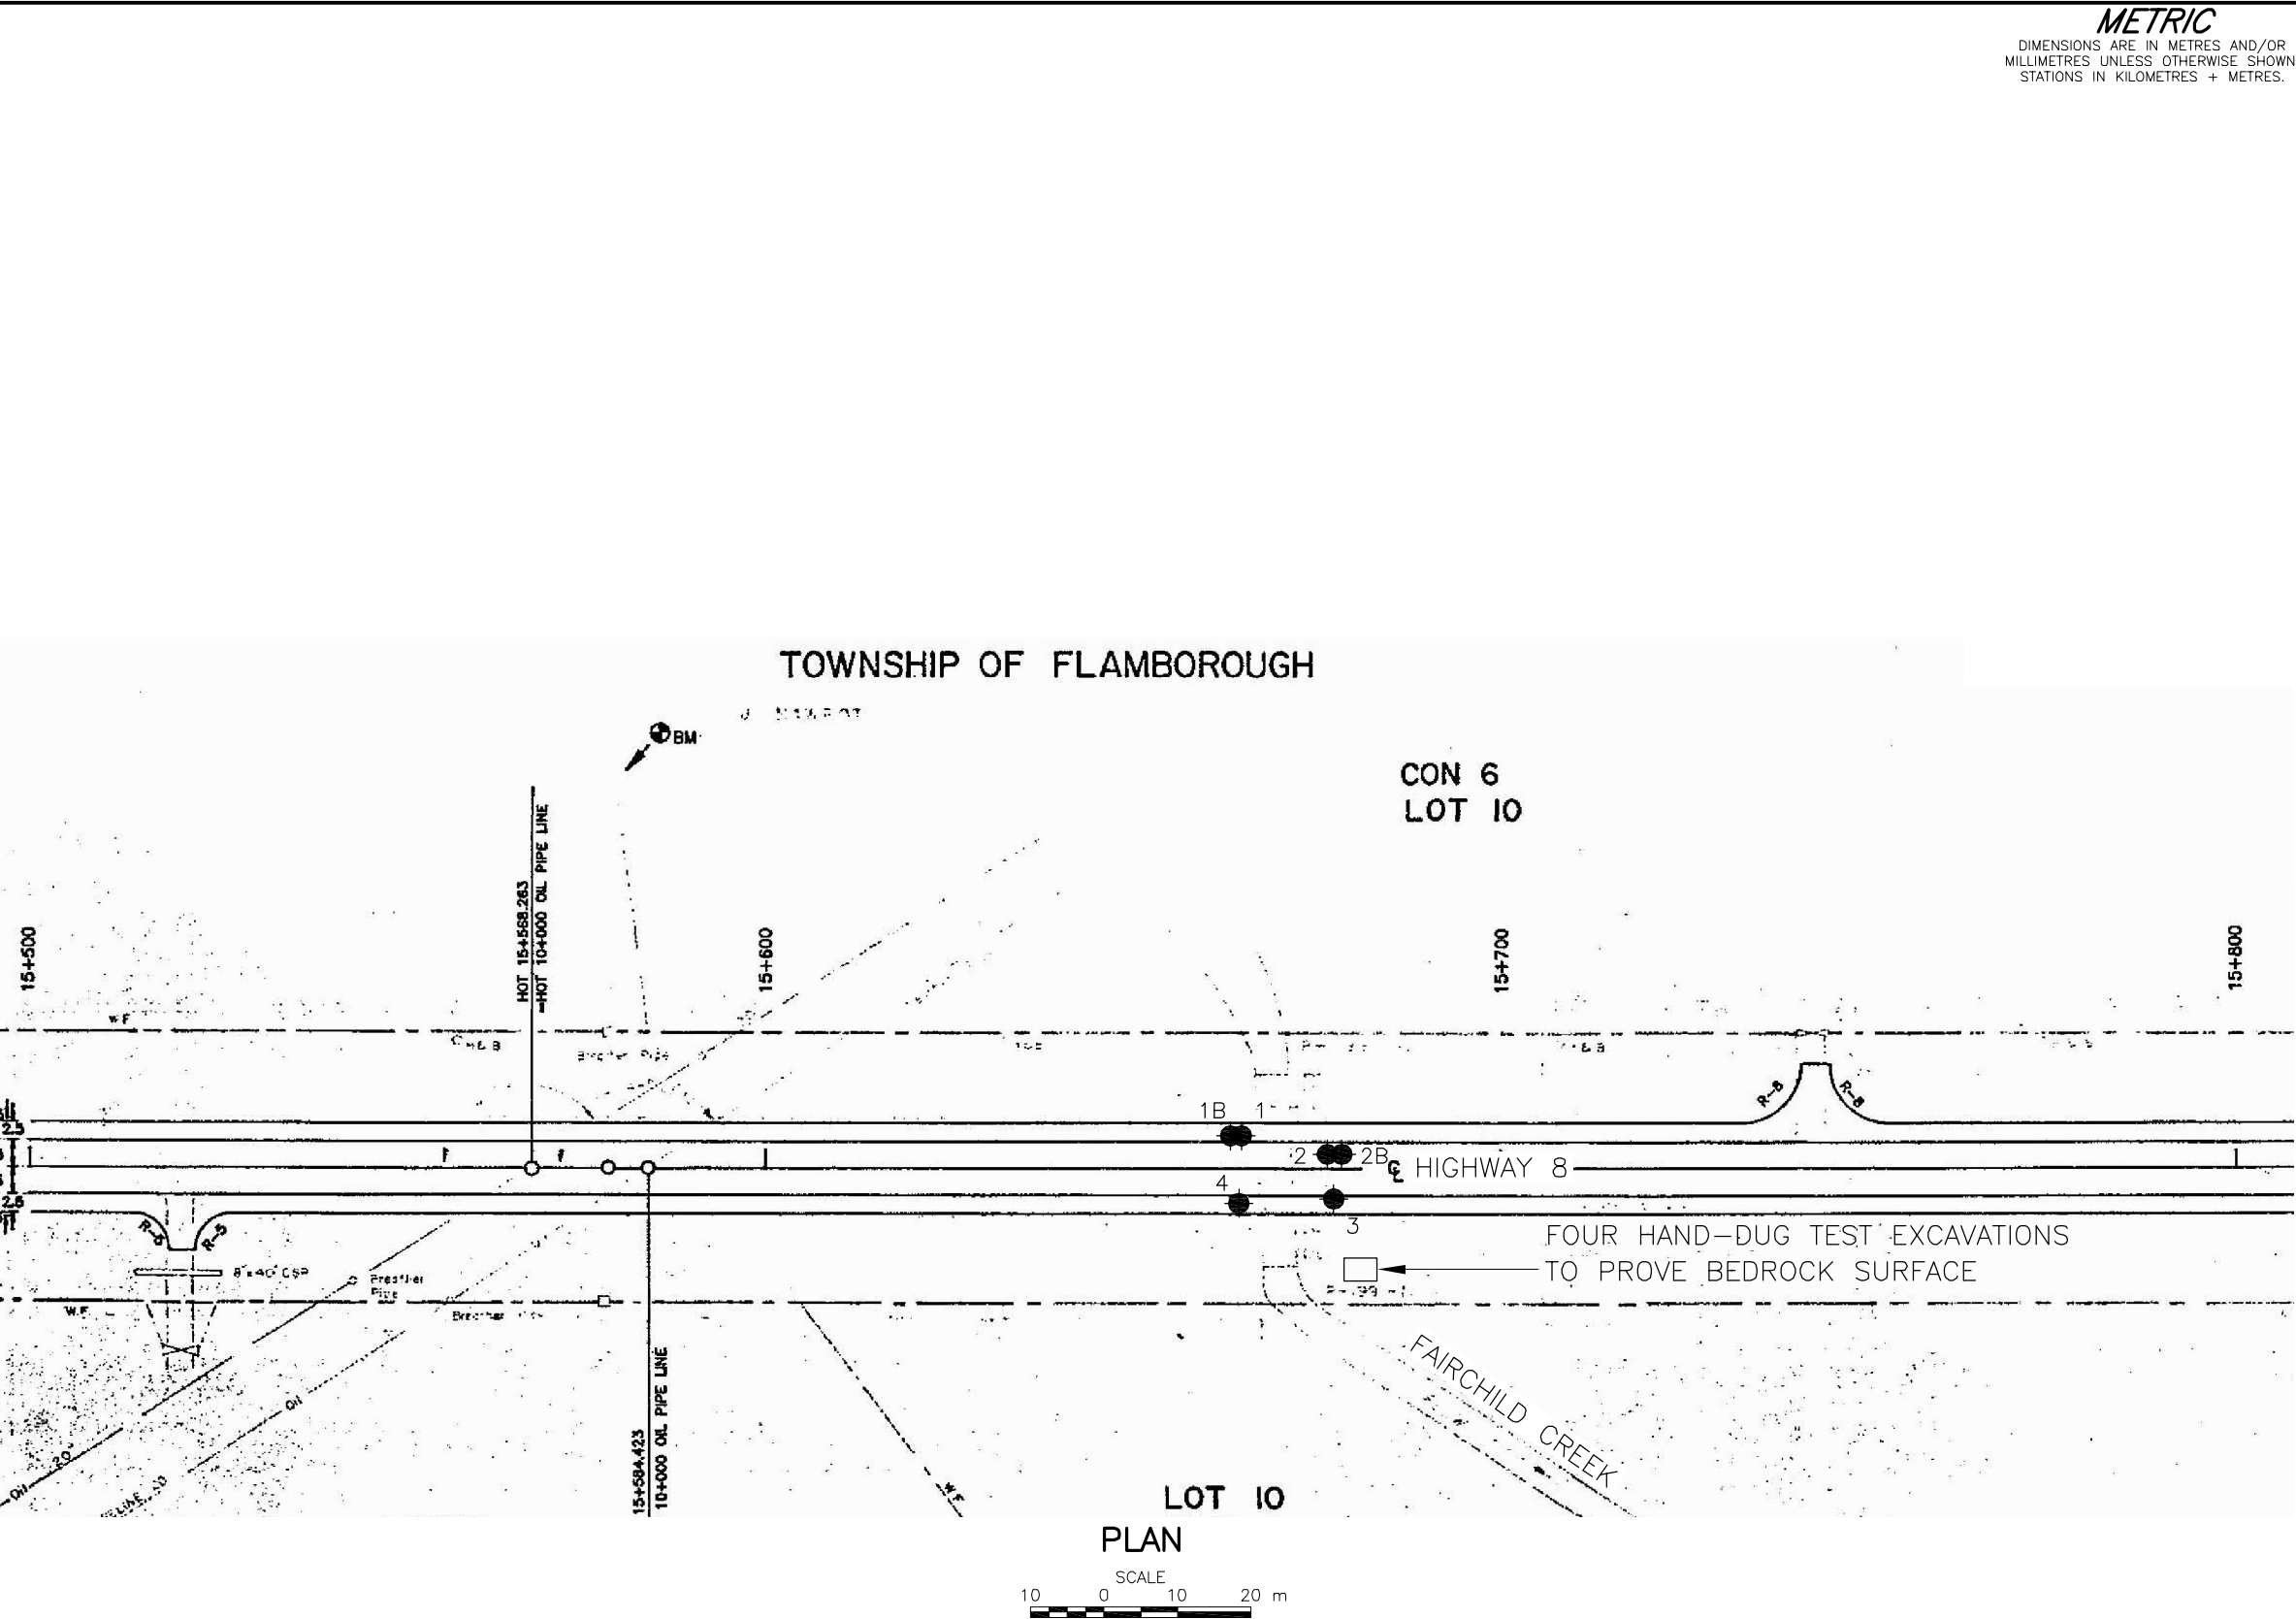 METRIC
DIMENSIONS ARE IN METRES AND/OR
MILLIMETRES UNLESS OTHERWISE SHOWN
STATIONS IN KILOMETRES + METRES.
TOWNSHIP OF FLAMBOROUGH
BM
CON 6
LOT 10
15+500
HOT 15+568.263
=HOT 10+000 OIL PIPE LINE
15+600
15+700
15+800
W F
R-8
R-8
1B
1
2.5
2
2B
℄ HIGHWAY 8
4
3
R-5
FOUR HAND-DUG TEST EXCAVATIONS
TO PROVE BEDROCK SURFACE
W.F.
FAIRCHILD CREEK
Oil
20"
Oil
W F
15+584.423
10+000 OIL PIPE LINE
LOT 10
PLAN
SCALE
10 0 10 20 m